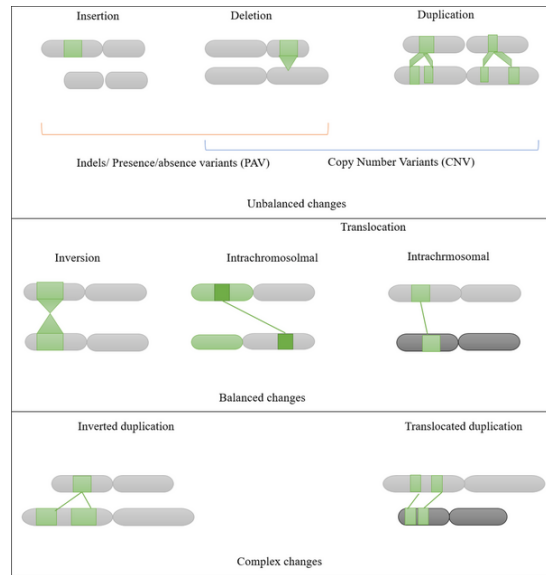 Insertion
Deletion
Duplication
Indels/ Presence/absence variants (PAV)
Copy Number Variants (CNV)
Unbalanced changes
Translocation
Inversion
Intrachromosolmal
Intrachrmosomal
Balanced changes
Inverted duplication
Translocated duplication
Complex changes